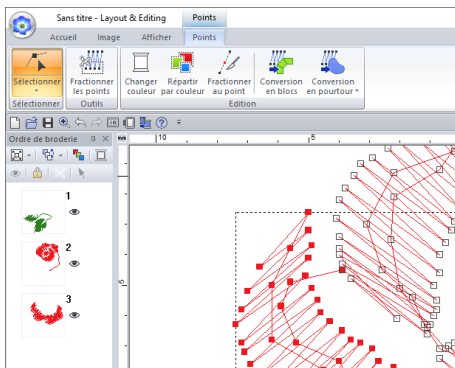 Sans titre - Layout & Editing Points
Accueil Image Afficher Points
Sélectionner Fractionner les points Changer couleur Répartir par couleur Fractionner au point Conversion en blocs Conversion en pourtour
Sélectionner Outils Edition
Ordre de broderie
10 5
1
2
3
5